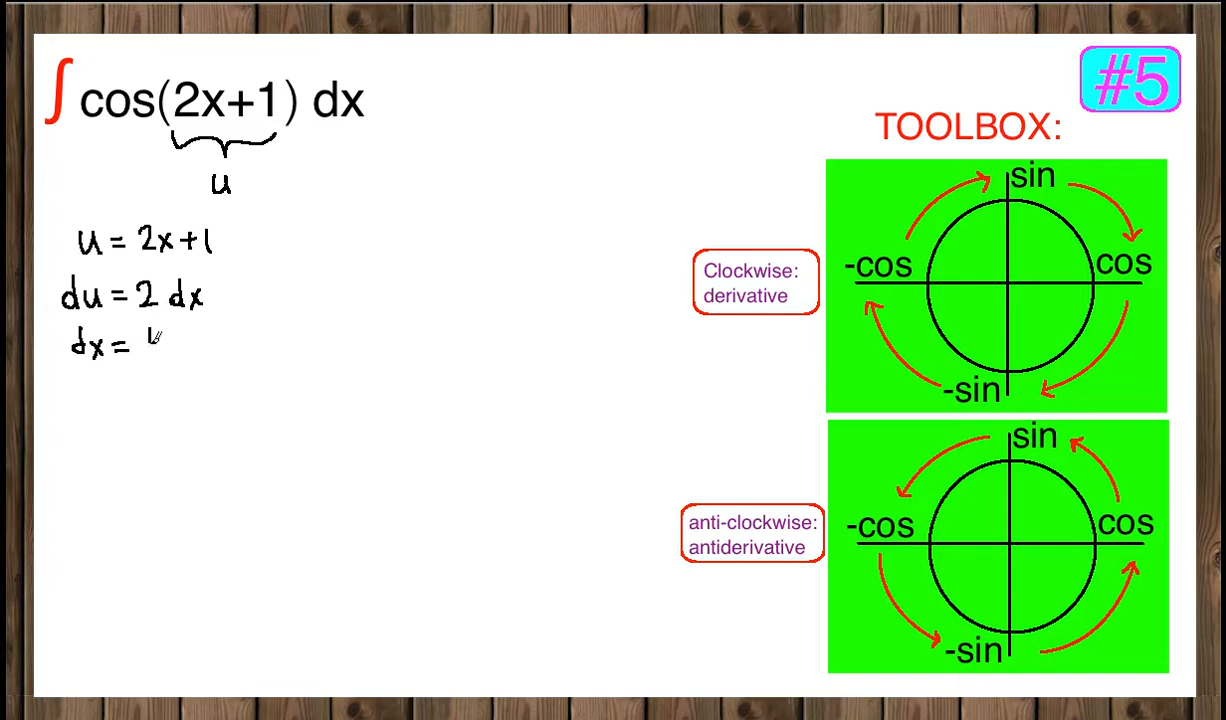 ∫ cos(2x+1) dx
u
u = 2x+1
du = 2 dx
dx =
#5
TOOLBOX:
sin
-cos
cos
Clockwise:
derivative
-sin
sin
-cos
cos
anti-clockwise:
antiderivative
-sin